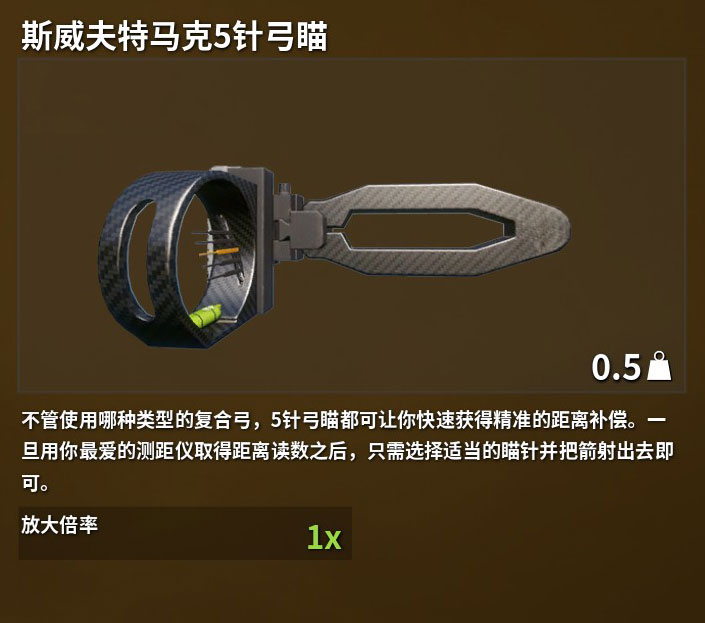 斯威夫特马克5针弓瞄
0.5
不管使用哪种类型的复合弓，5针弓瞄都可让你快速获得精准的距离补偿。一
旦用你最爱的测距仪取得距离读数之后，只需选择适当的瞄针并把箭射出去即
可。
放大倍率
1x